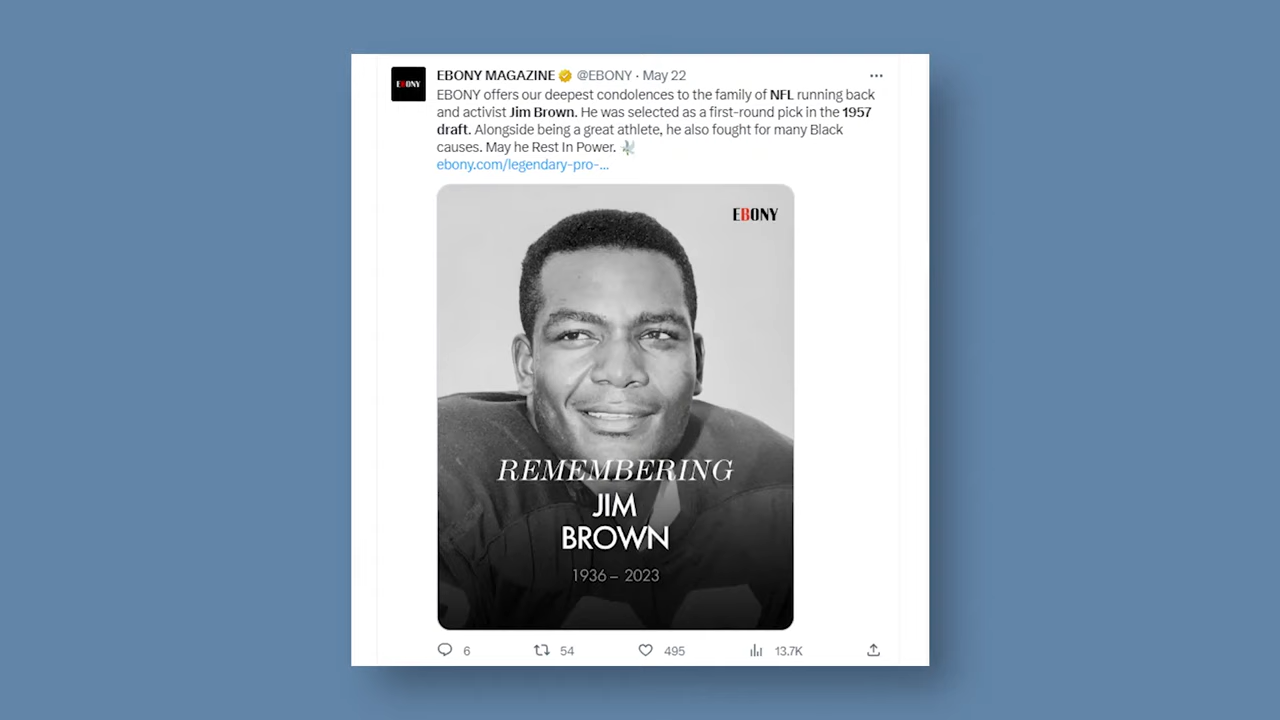 EBONY
EBONY MAGAZINE @EBONY · May 22
EBONY offers our deepest condolences to the family of NFL running back
and activist Jim Brown. He was selected as a first-round pick in the 1957
draft. Alongside being a great athlete, he also fought for many Black
causes. May he Rest In Power. 🕊️
ebony.com/legendary-pro-...
EBONY
REMEMBERING
JIM
BROWN
1936 – 2023
6 54 495 13.7K